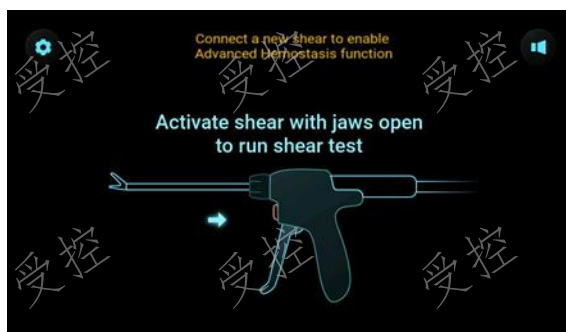 Connect a new shear to enable
Advanced Hemostasis function
受控 受控 受控
Activate shear with jaws open
to run shear test
受控 受控 受控